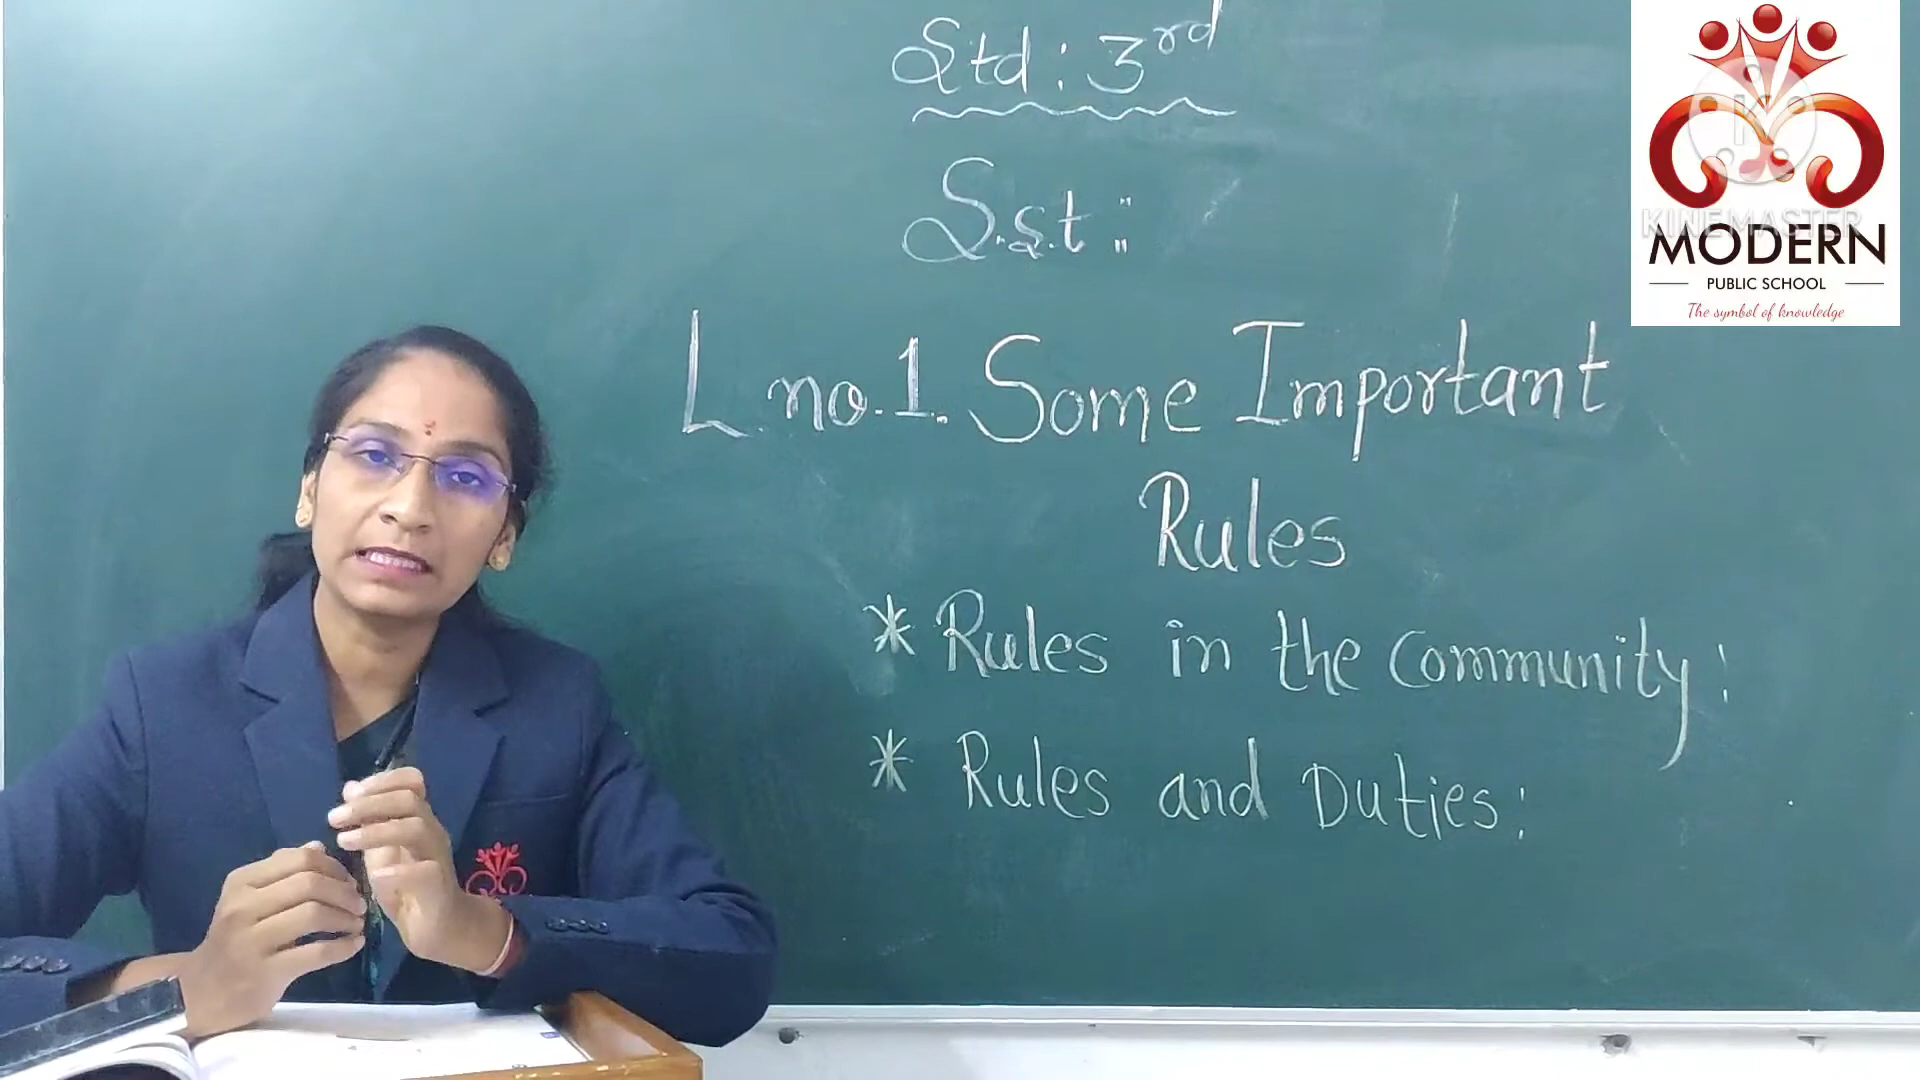 Std: 3rd
S.s.t :
L no.1. Some Important
Rules
* Rules in the Community:
* Rules and Duties:
KINEMASTER
MODERN
PUBLIC SCHOOL
The symbol of knowledge